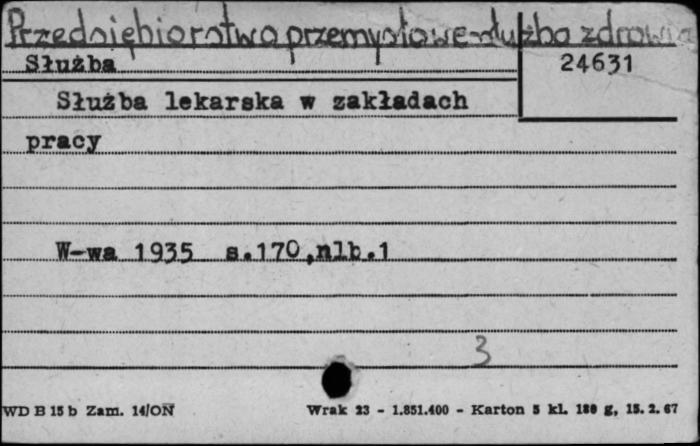 Przedsiębiorstwo przemysłowe-służba zdrowia
Służba
24631
Służba lekarska w zakładach
pracy
W-wa 1935 s.170,nlb.1
3
WD B 15 b Zam. 14/ON
Wrak 23 - 1.851.400 - Karton 5 kl. 180 g, 15.2.67